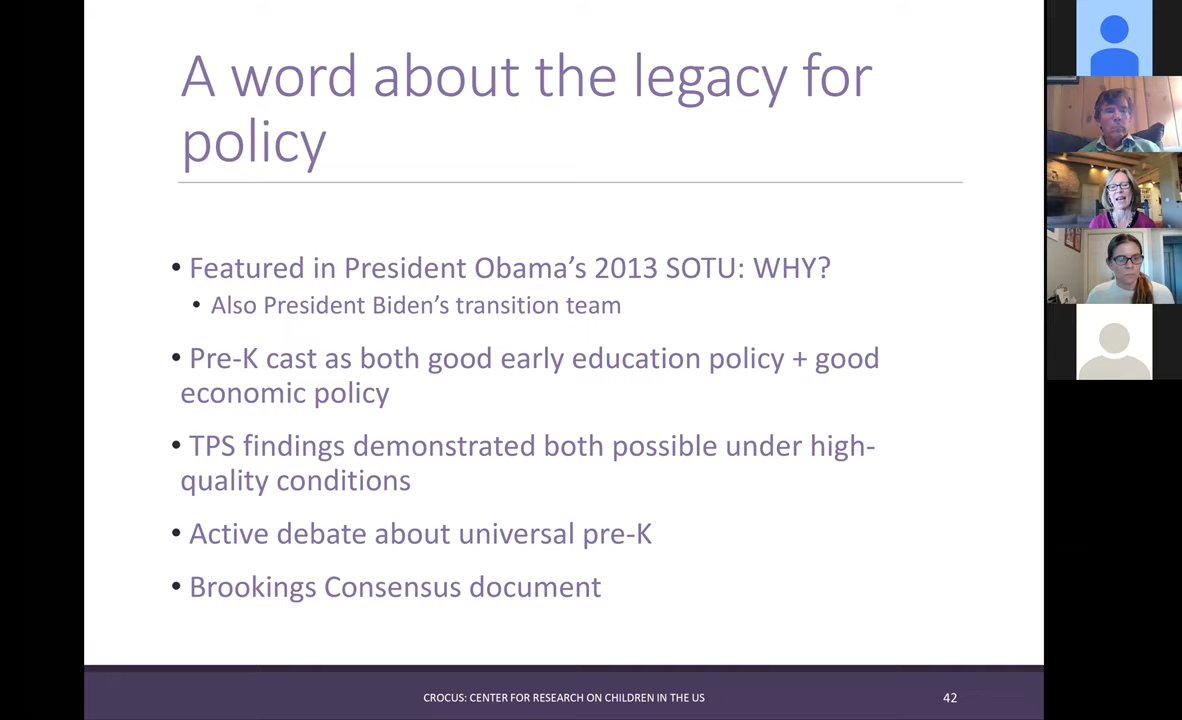 A word about the legacy for
policy
• Featured in President Obama's 2013 SOTU: WHY?
• Also President Biden's transition team
• Pre-K cast as both good early education policy + good
economic policy
• TPS findings demonstrated both possible under high-
quality conditions
• Active debate about universal pre-K
• Brookings Consensus document
CROCUS: CENTER FOR RESEARCH ON CHILDREN IN THE US
42